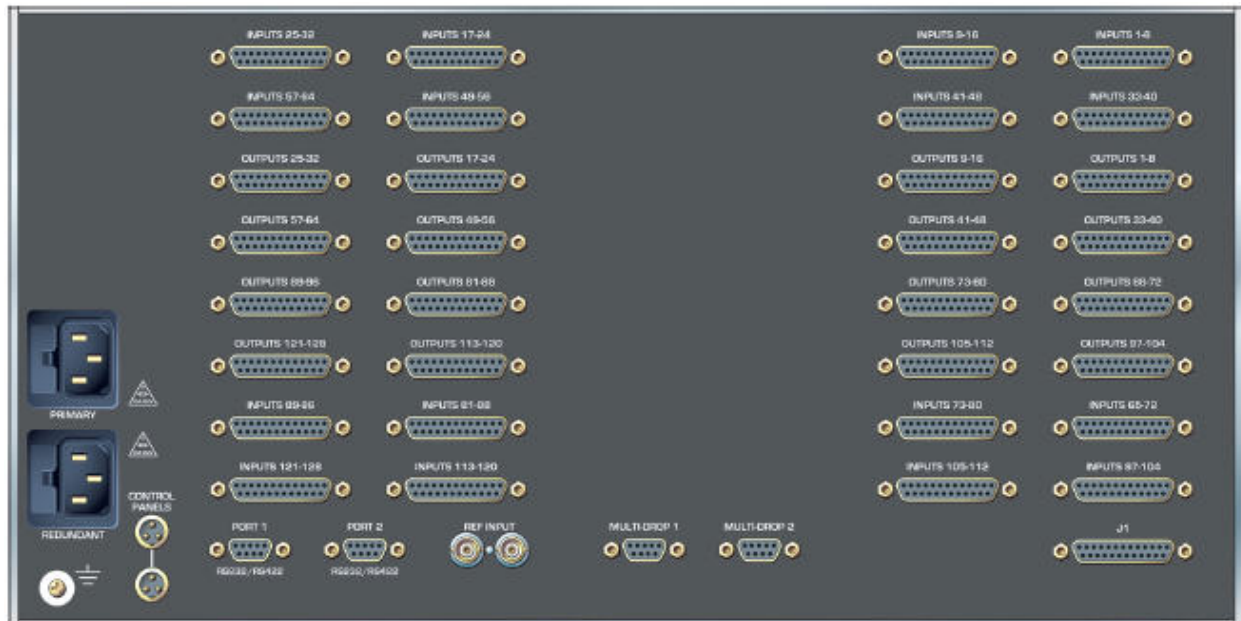 INPUTS 25-32 INPUTS 17-24 INPUTS 9-16 INPUTS 1-8
INPUTS 57-64 INPUTS 49-56 INPUTS 41-48 INPUTS 33-40
OUTPUTS 25-32 OUTPUTS 17-24 OUTPUTS 9-16 OUTPUTS 1-8
OUTPUTS 57-64 OUTPUTS 49-56 OUTPUTS 41-48 OUTPUTS 33-40
OUTPUTS 89-96 OUTPUTS 81-88 OUTPUTS 73-80 OUTPUTS
OUTPUTS 121-128 OUTPUTS 113-120 OUTPUTS 105-112 OUTPUTS 97-104
PRIMARY
INPUTS 89-96 INPUTS 81-88 INPUTS 73-80 INPUTS 65-72
INPUTS 121-128 INPUTS 113-120 INPUTS 105-112 INPUTS 97-104
REDUNDANT
CONTROL
PANELS
PORT 1 PORT 2 REF INPUT MULTI-DROP 1 MULTI-DROP 2 J1
RS232/RS422 RS232/RS422